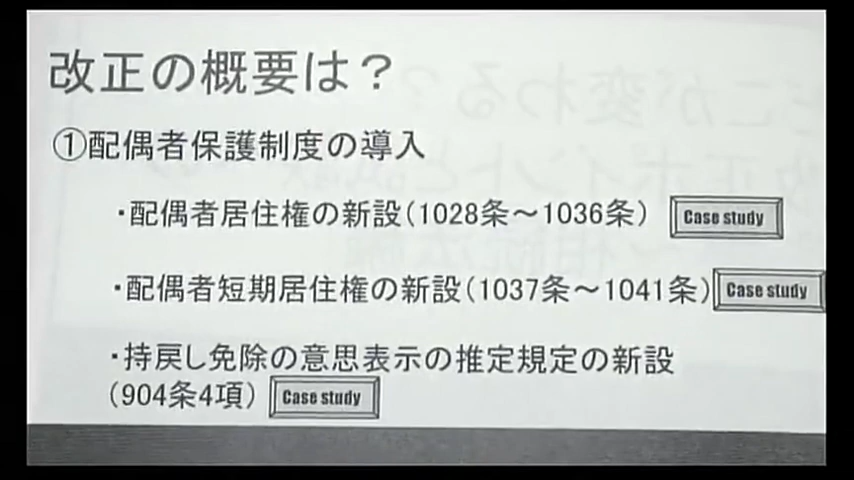 改正の概要は？
①配偶者保護制度の導入
・配偶者居住権の新設（1028条～1036条） Case study
・配偶者短期居住権の新設（1037条～1041条） Case study
・持戻し免除の意思表示の推定規定の新設
（904条4項） Case study